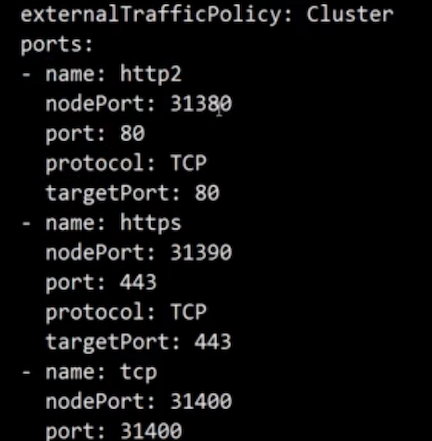 externalTrafficPolicy: Cluster
ports:
- name: http2
  nodePort: 31380
  port: 80
  protocol: TCP
  targetPort: 80
- name: https
  nodePort: 31390
  port: 443
  protocol: TCP
  targetPort: 443
- name: tcp
  nodePort: 31400
  port: 31400